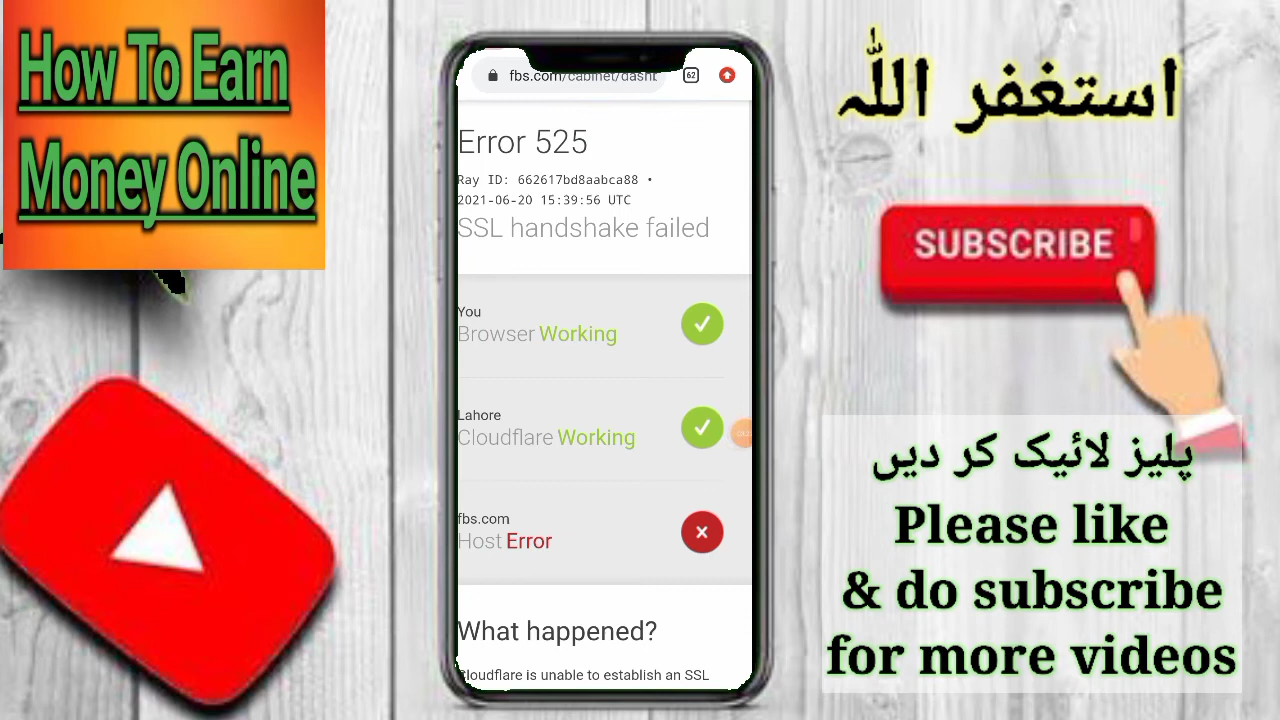 How To Earn
Money Online
fbs.com/cabinet/dashb
62
Error 525
Ray ID: 662617bd8aabca88 •
2021-06-20 15:39:56 UTC
SSL handshake failed
You
Browser Working
Lahore
Cloudflare Working
fbs.com
Host Error
What happened?
Cloudflare is unable to establish an SSL
استغفر اللہ
SUBSCRIBE
پلیز لائیک کر دیں
Please like
& do subscribe
for more videos